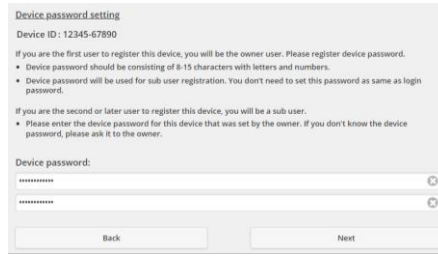 Device password setting
Device ID : 12345-67890
If you are the first user to register this device, you will be the owner user. Please register device password.
• Device password should be consisting of 8-15 characters with letters and numbers.
• Device password will be used for sub user registration. You don't need to set this password as same as login
password.
If you are the second or later user to register this device, you will be a sub user.
• Please enter the device password for this device that was set by the owner. If you don't know the device
password, please ask it to the owner.
Device password:
••••••••••••
••••••••••••
Back Next